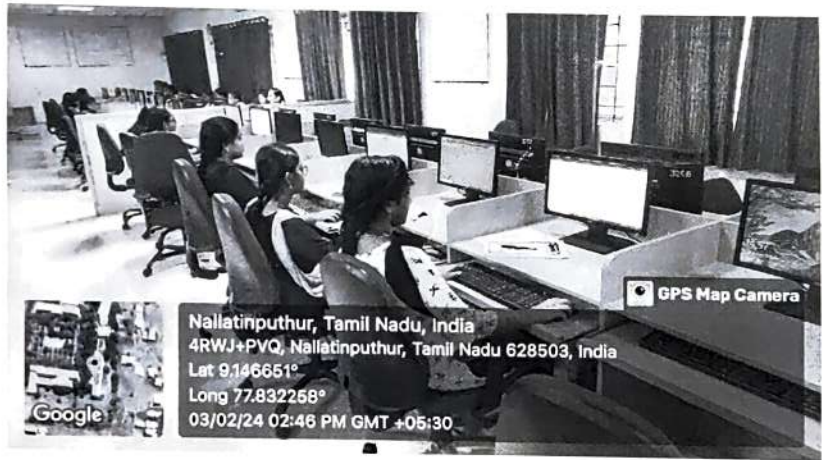 GPS Map Camera
Nallatinputhur, Tamil Nadu, India
4RWJ+PVQ, Nallatinputhur, Tamil Nadu 628503, India
Lat 9.146651°
Long 77.832258°
03/02/24 02:46 PM GMT +05:30
Google